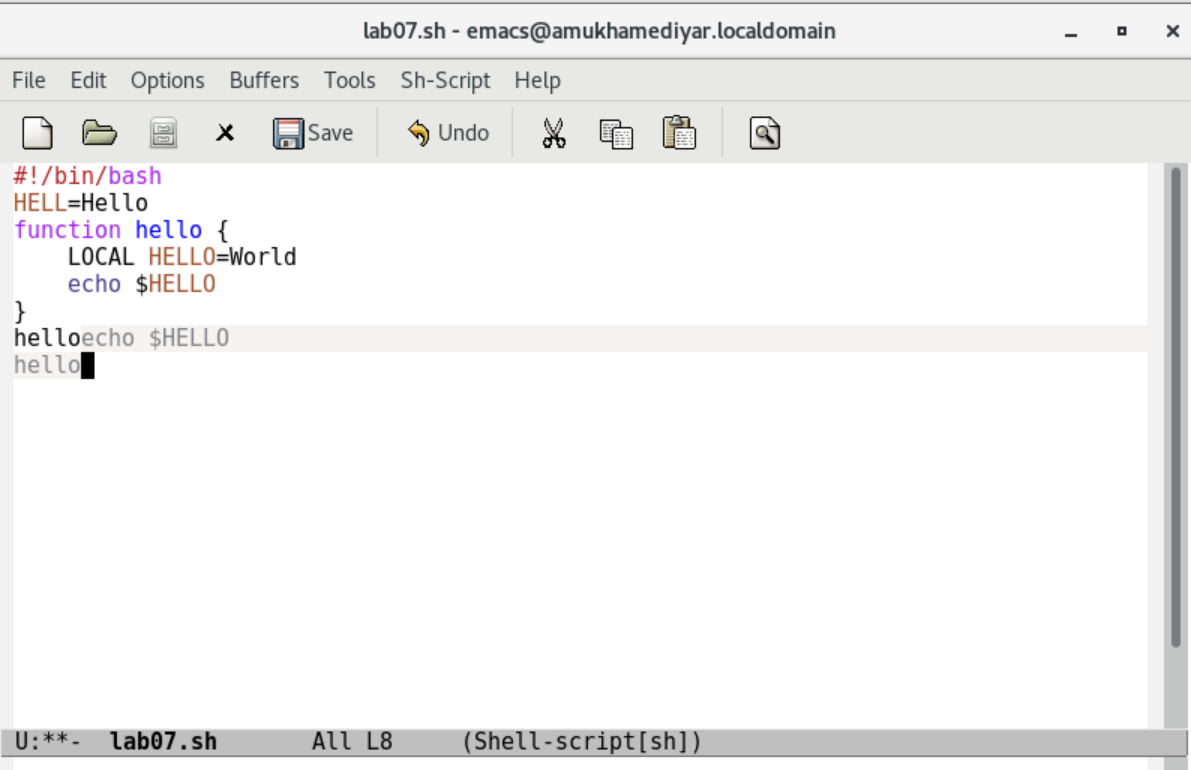 lab07.sh - emacs@amukhamediyar.localdomain
File Edit Options Buffers Tools Sh-Script Help
Save Undo
#!/bin/bash
HELL=Hello
function hello {
    LOCAL HELLO=World
    echo $HELLO
}
helloecho $HELLO
hello
U:**-  lab07.sh       All L8     (Shell-script[sh])